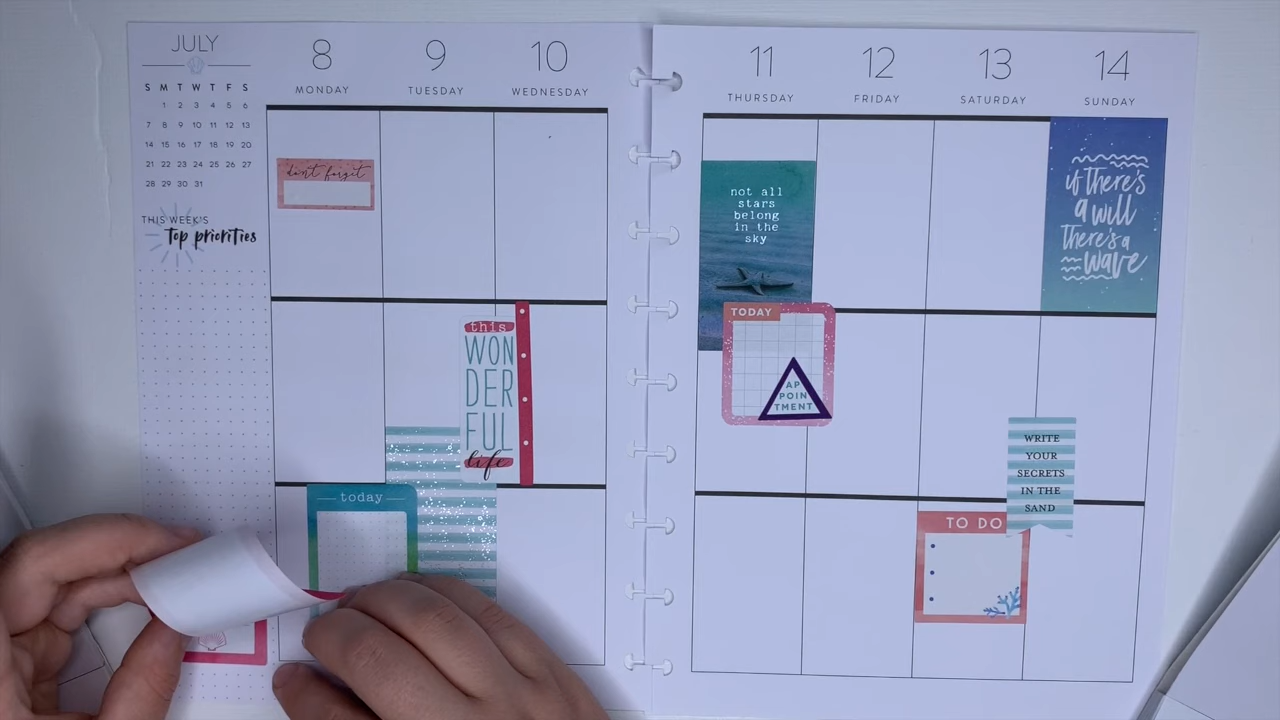 JULY
S M T W T F S
1 2 3 4 5 6
7 8 9 10 11 12 13
14 15 16 17 18 19 20
21 22 23 24 25 26 27
28 29 30 31
THIS WEEK'S
Top priorities
8
MONDAY
9
TUESDAY
10
WEDNESDAY
11
THURSDAY
12
FRIDAY
13
SATURDAY
14
SUNDAY
don't forget
this
WON
DER
FUL
life
today
not all
stars
belong
in the
sky
TODAY
AP
POIN
TMENT
if there's
a will
there's a
wave
WRITE
YOUR
SECRETS
IN THE
SAND
TO DO